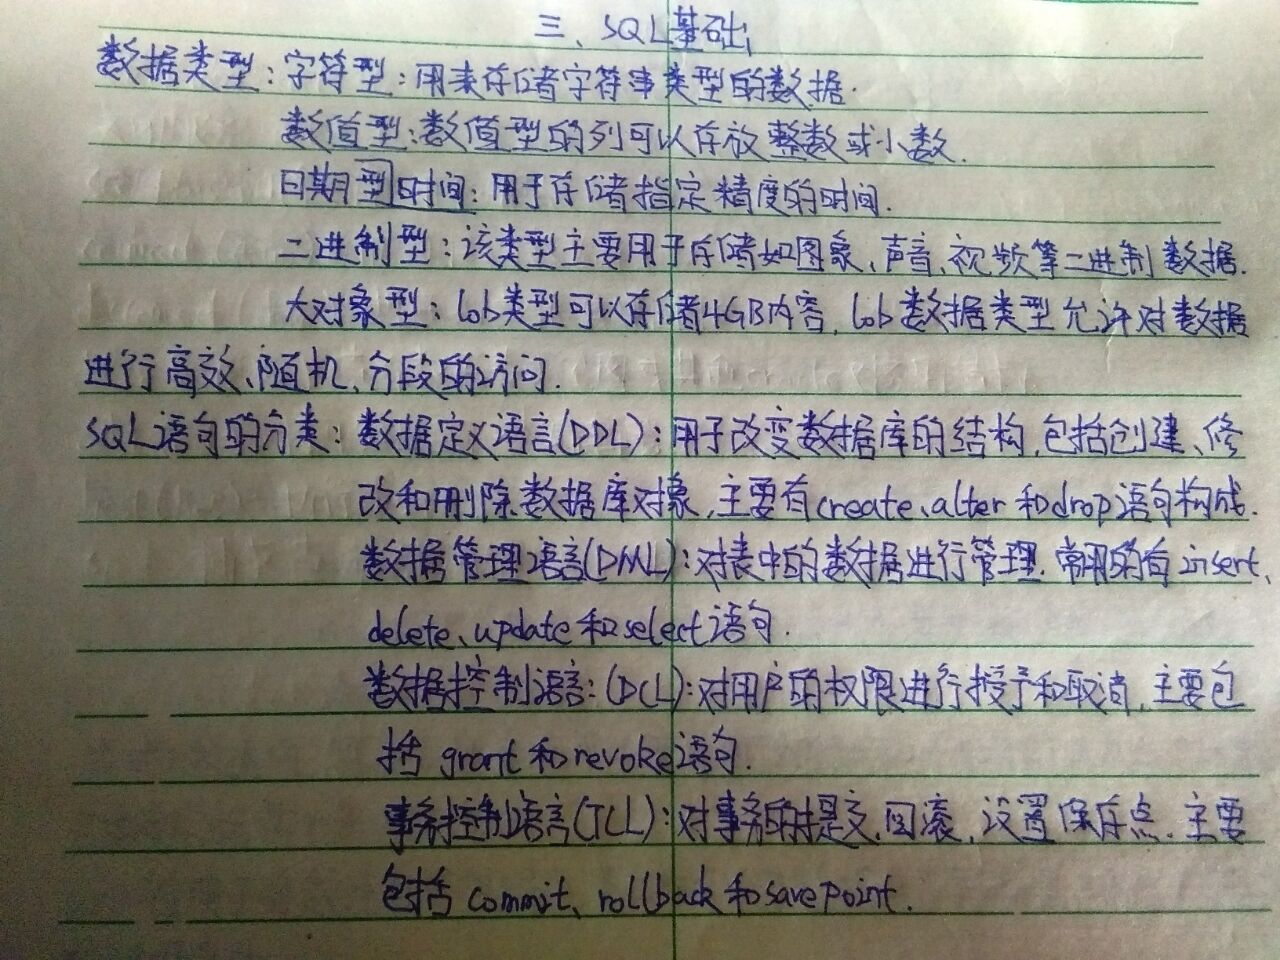 三、SQL基础
数据类型:字符型:用来存储字符串类型的数据.
数值型:数值型的列可以存放整数或小数.
日期型时间:用于存储指定精度的时间.
二进制型:该类型主要用于存储如图象、声音、视频等二进制数据.
大对象型:lob类型可以存储4GB内容,lob数据类型允许对数据
进行高效、随机、分段的访问.
SQL语句的分类:数据定义语言(DDL):用于改变数据库的结构,包括创建、修
改和删除数据库对象,主要有create、alter和drop语句构成.
数据管理语言(DML):对表中的数据进行管理.常用的有insert、
delete、update和select语句.
数据控制语言:(DCL):对用户的权限进行授予和取消,主要包
括 grant和revoke语句.
事务控制语言(TCL):对事务的提交,回滚,设置保存点.主要
包括 commit、rollback和savepoint.